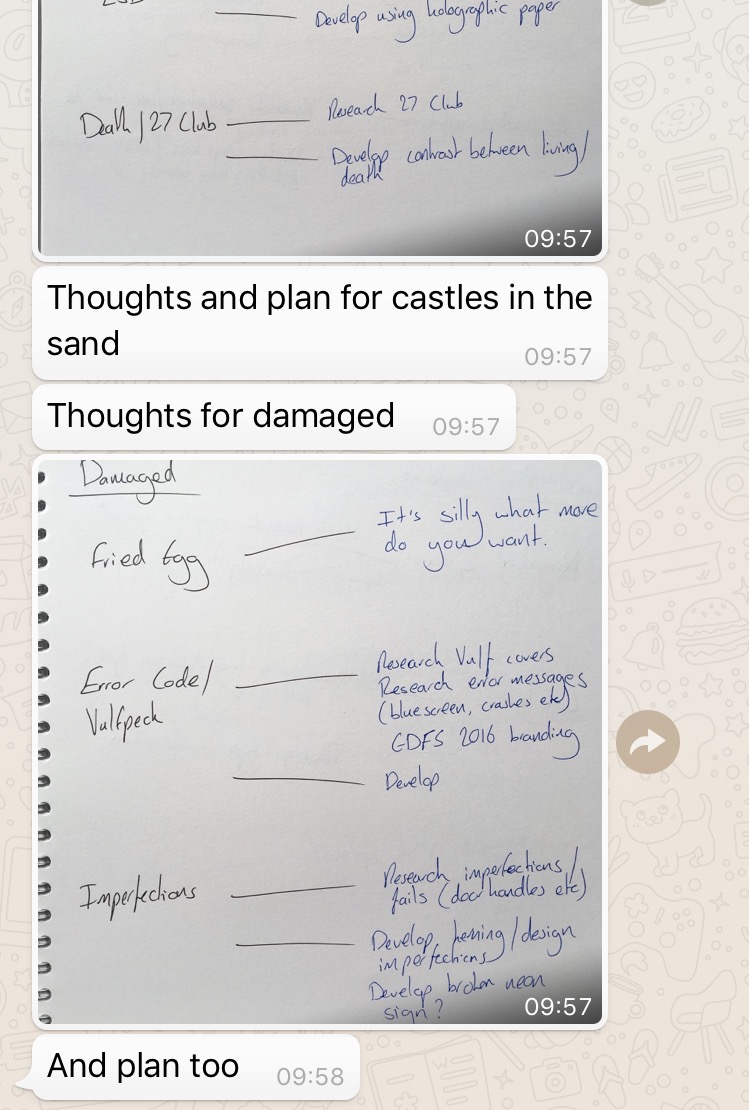 Develop using holographic paper
Death / 27 Club
Research 27 Club
Develop contrast between living/
death
09:57
Thoughts and plan for castles in the
sand
09:57
Thoughts for damaged 09:57
Damaged
Fried Egg
It's silly what more
do you want.
Error Code/
Vulfpeck
Research Vulf covers
Research error messages
(bluescreen, crashes etc)
GDFS 2016 branding
Develop
Imperfections
Research imperfections/
fails (door handles etc)
Develop, /design
imperfections
Develop broken neon
sign?
09:57
And plan too 09:58